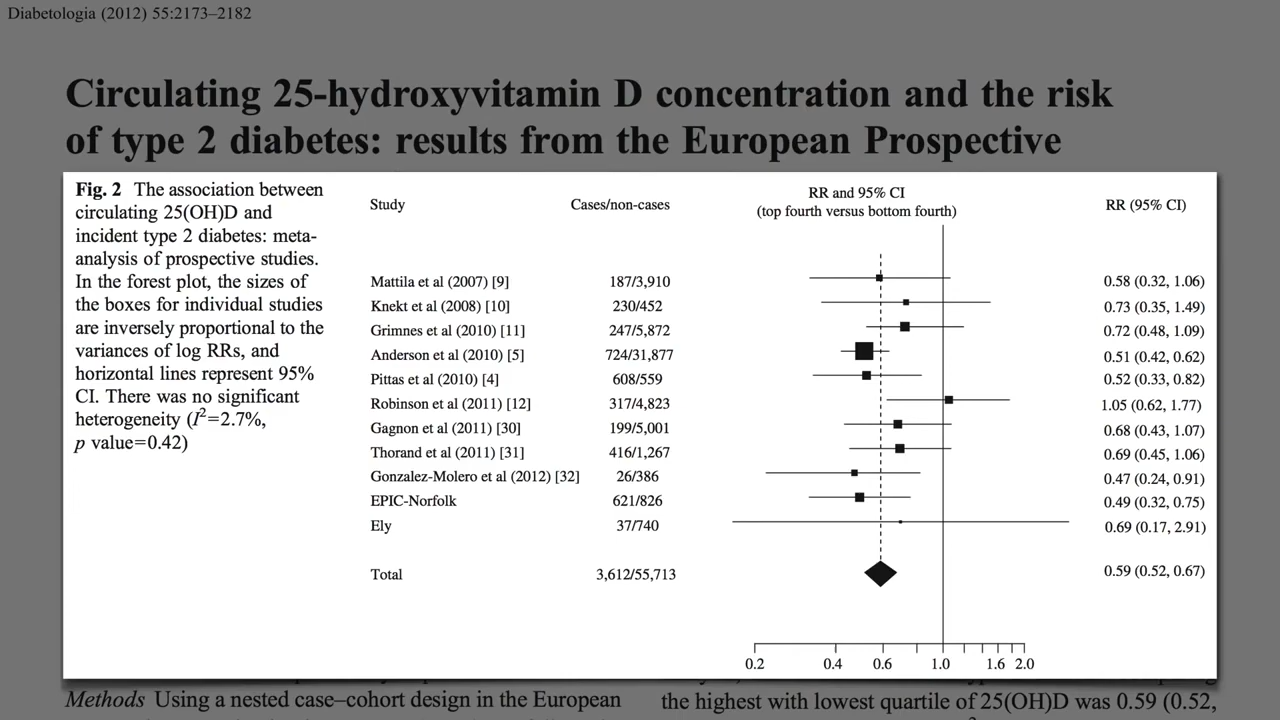 Diabetologia (2012) 55:2173–2182
Circulating 25-hydroxyvitamin D concentration and the risk
of type 2 diabetes: results from the European Prospective
Fig. 2 The association between
circulating 25(OH)D and
incident type 2 diabetes: meta-
analysis of prospective studies.
In the forest plot, the sizes of
the boxes for individual studies
are inversely proportional to the
variances of log RRs, and
horizontal lines represent 95%
CI. There was no significant
heterogeneity (I²=2.7%,
p value=0.42)
Study Cases/non-cases RR and 95% CI RR (95% CI)
(top fourth versus bottom fourth)
Mattila et al (2007) [9] 187/3,910 0.58 (0.32, 1.06)
Knekt et al (2008) [10] 230/452 0.73 (0.35, 1.49)
Grimnes et al (2010) [11] 247/5,872 0.72 (0.48, 1.09)
Anderson et al (2010) [5] 724/31,877 0.51 (0.42, 0.62)
Pittas et al (2010) [4] 608/559 0.52 (0.33, 0.82)
Robinson et al (2011) [12] 317/4,823 1.05 (0.62, 1.77)
Gagnon et al (2011) [30] 199/5,001 0.68 (0.43, 1.07)
Thorand et al (2011) [31] 416/1,267 0.69 (0.45, 1.06)
Gonzalez-Molero et al (2012) [32] 26/386 0.47 (0.24, 0.91)
EPIC-Norfolk 621/826 0.49 (0.32, 0.75)
Ely 37/740 0.69 (0.17, 2.91)
Total 3,612/55,713 0.59 (0.52, 0.67)
0.2 0.4 0.6 1.0 1.6 2.0
Methods Using a nested case–cohort design in the European
the highest with lowest quartile of 25(OH)D was 0.59 (0.52,